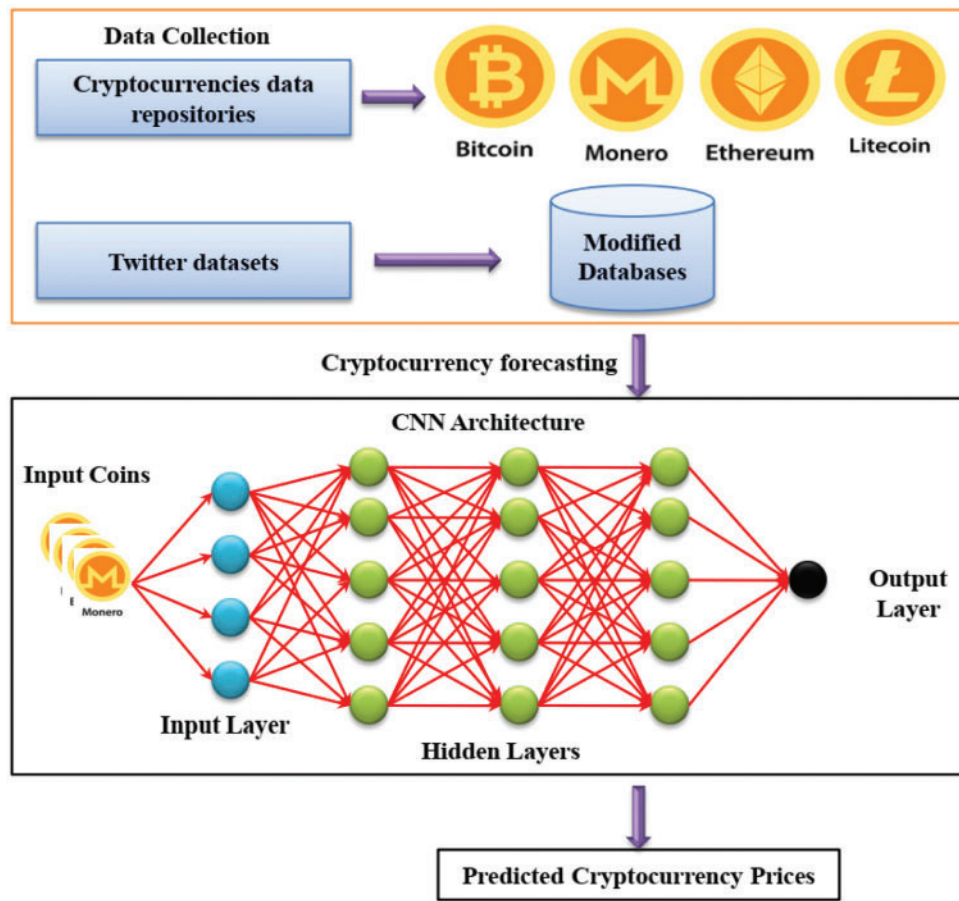 Data Collection
Cryptocurrencies data
repositories
Bitcoin
Monero
Ethereum
Litecoin
Twitter datasets
Modified
Databases
Cryptocurrency forecasting
CNN Architecture
Input Coins
Monero
Output
Layer
Input Layer
Hidden Layers
Predicted Cryptocurrency Prices